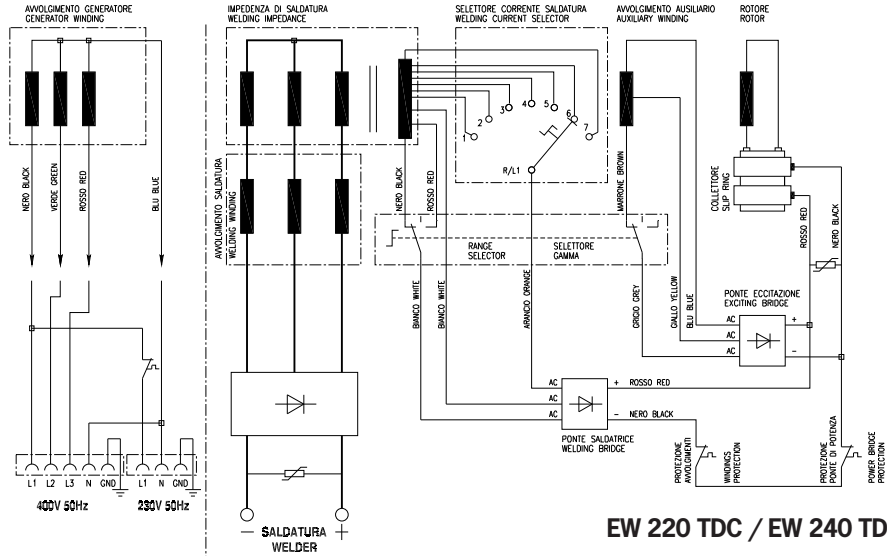 AVVOLGIMENTO GENERATORE
GENERATOR WINDING
IMPEDENZA DI SALDATURA
WELDING IMPEDANCE
SELETTORE CORRENTE SALDATURA
WELDING CURRENT SELECTOR
AVVOLGIMENTO AUSILIARIO
AUXILIARY WINDING
ROTORE
ROTOR
1
2
3
4
5
6
7
R/L1
NERO BLACK
VERDE GREEN
ROSSO RED
BLU BLUE
AVVOLGIMENTO SALDATURA
WELDING WINDING
NERO BLACK
ROSSO RED
MARRONE BROWN
COLLETTORE
SLIP RING
ROSSO RED
NERO BLACK
RANGE
SELECTOR
SELETTORE
GAMMA
BIANCO WHITE
BIANCO WHITE
ARANCIO ORANGE
GRIGIO GREY
GIALLO YELLOW
BLU BLUE
PONTE ECCITAZIONE
EXCITING BRIDGE
AC
AC
AC
+
−
AC
AC
AC
+ ROSSO RED
− NERO BLACK
PONTE SALDATRICE
WELDING BRIDGE
PROTEZIONE
AVVOLGIMENTI
WINDINGS
PROTECTION
PROTEZIONE
PONTE DI POTENZA
POWER BRIDGE
PROTECTION
L1 L2 L3 N GND
L1 N GND
400V 50Hz
230V 50Hz
− SALDATURA +
WELDER
EW 220 TDC / EW 240 TD